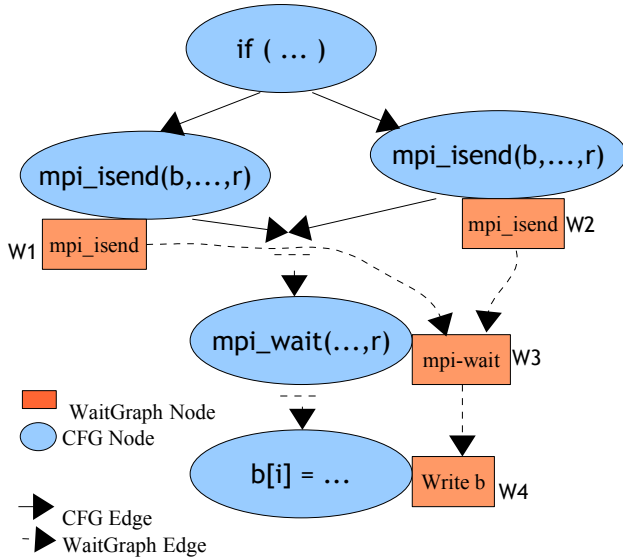 if ( ... )
mpi_isend(b,...,r)
mpi_isend(b,...,r)
W1
mpi_isend
mpi_isend
W2
mpi_wait(...,r)
mpi-wait
W3
WaitGraph Node
CFG Node
b[i] = ...
Write b
W4
CFG Edge
WaitGraph Edge